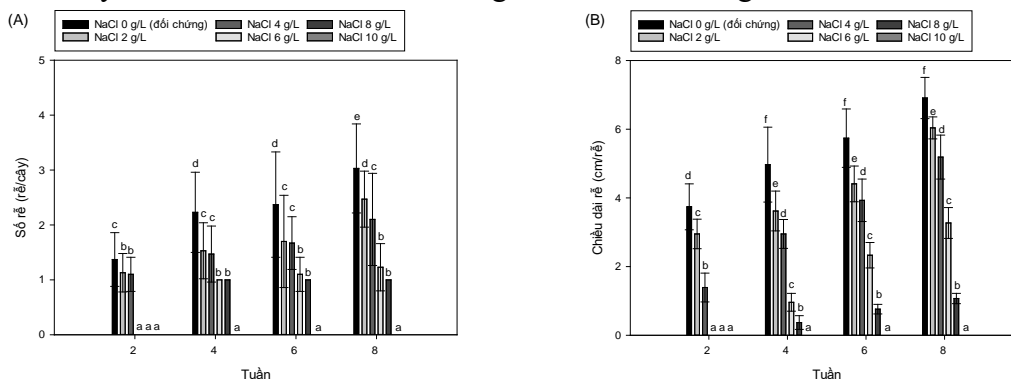 (A)
NaCl 0 g/L (đối chứng) NaCl 4 g/L NaCl 8 g/L
NaCl 2 g/L NaCl 6 g/L NaCl 10 g/L
5
4
3
2
1
0
Số rễ (rễ/cây)
c b b a a a
d c c b b a
d c c b b a
e d c b b a
2 4 6 8
Tuần
(B)
NaCl 0 g/L (đối chứng) NaCl 4 g/L NaCl 8 g/L
NaCl 2 g/L NaCl 6 g/L NaCl 10 g/L
8
6
4
2
0
Chiều dài rễ (cm/rễ)
d c b a a a
f e d c b a
f e d c b a
f e d c b a
2 4 6 8
Tuần